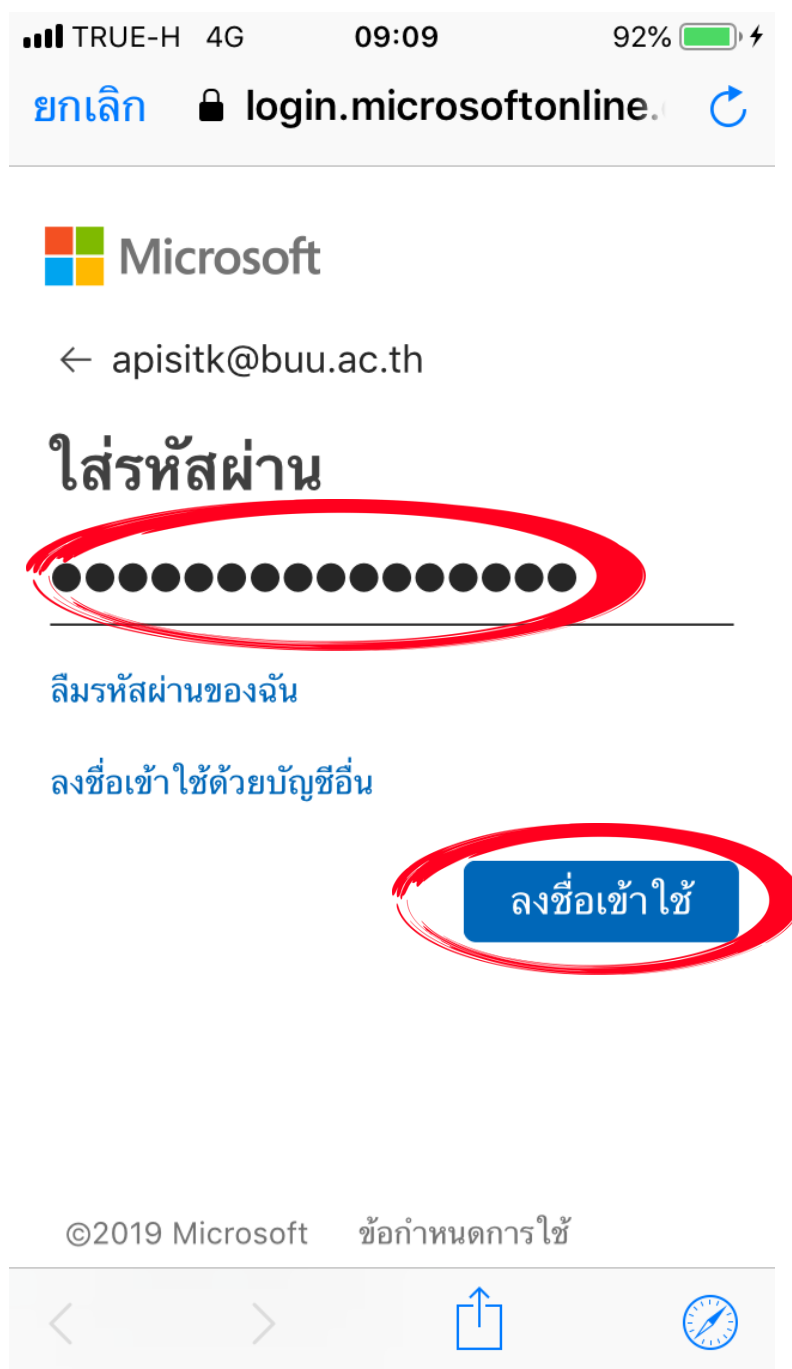 TRUE-H 4G 09:09 92%
ยกเลิก login.microsoftonline.
Microsoft
← apisitk@buu.ac.th
ใส่รหัสผ่าน
●●●●●●●●●●●●●●●●
ลืมรหัสผ่านของฉัน
ลงชื่อเข้าใช้ด้วยบัญชีอื่น
ลงชื่อเข้าใช้
©2019 Microsoft ข้อกำหนดการใช้